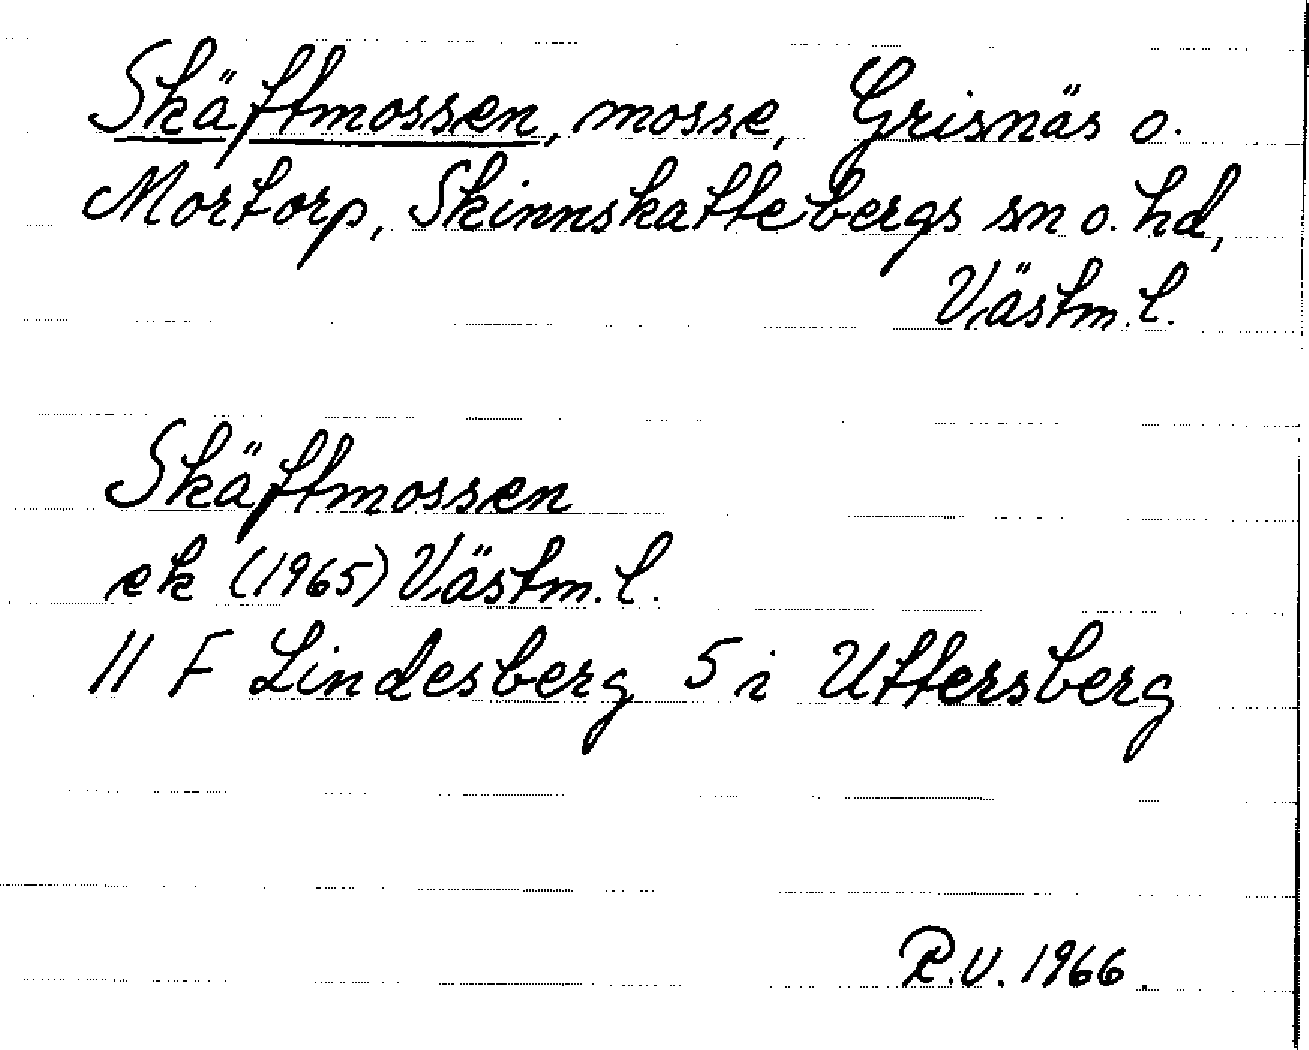 Skäftmossen, mosse, Grisnäs o.
Mortorp, Skinnskattebergs sn o. hd,
Västm. l.
Skäftmossen
ek (1965) Västm. l.
11 F Lindesberg 5 i Uttersberg
R.V. 1966.